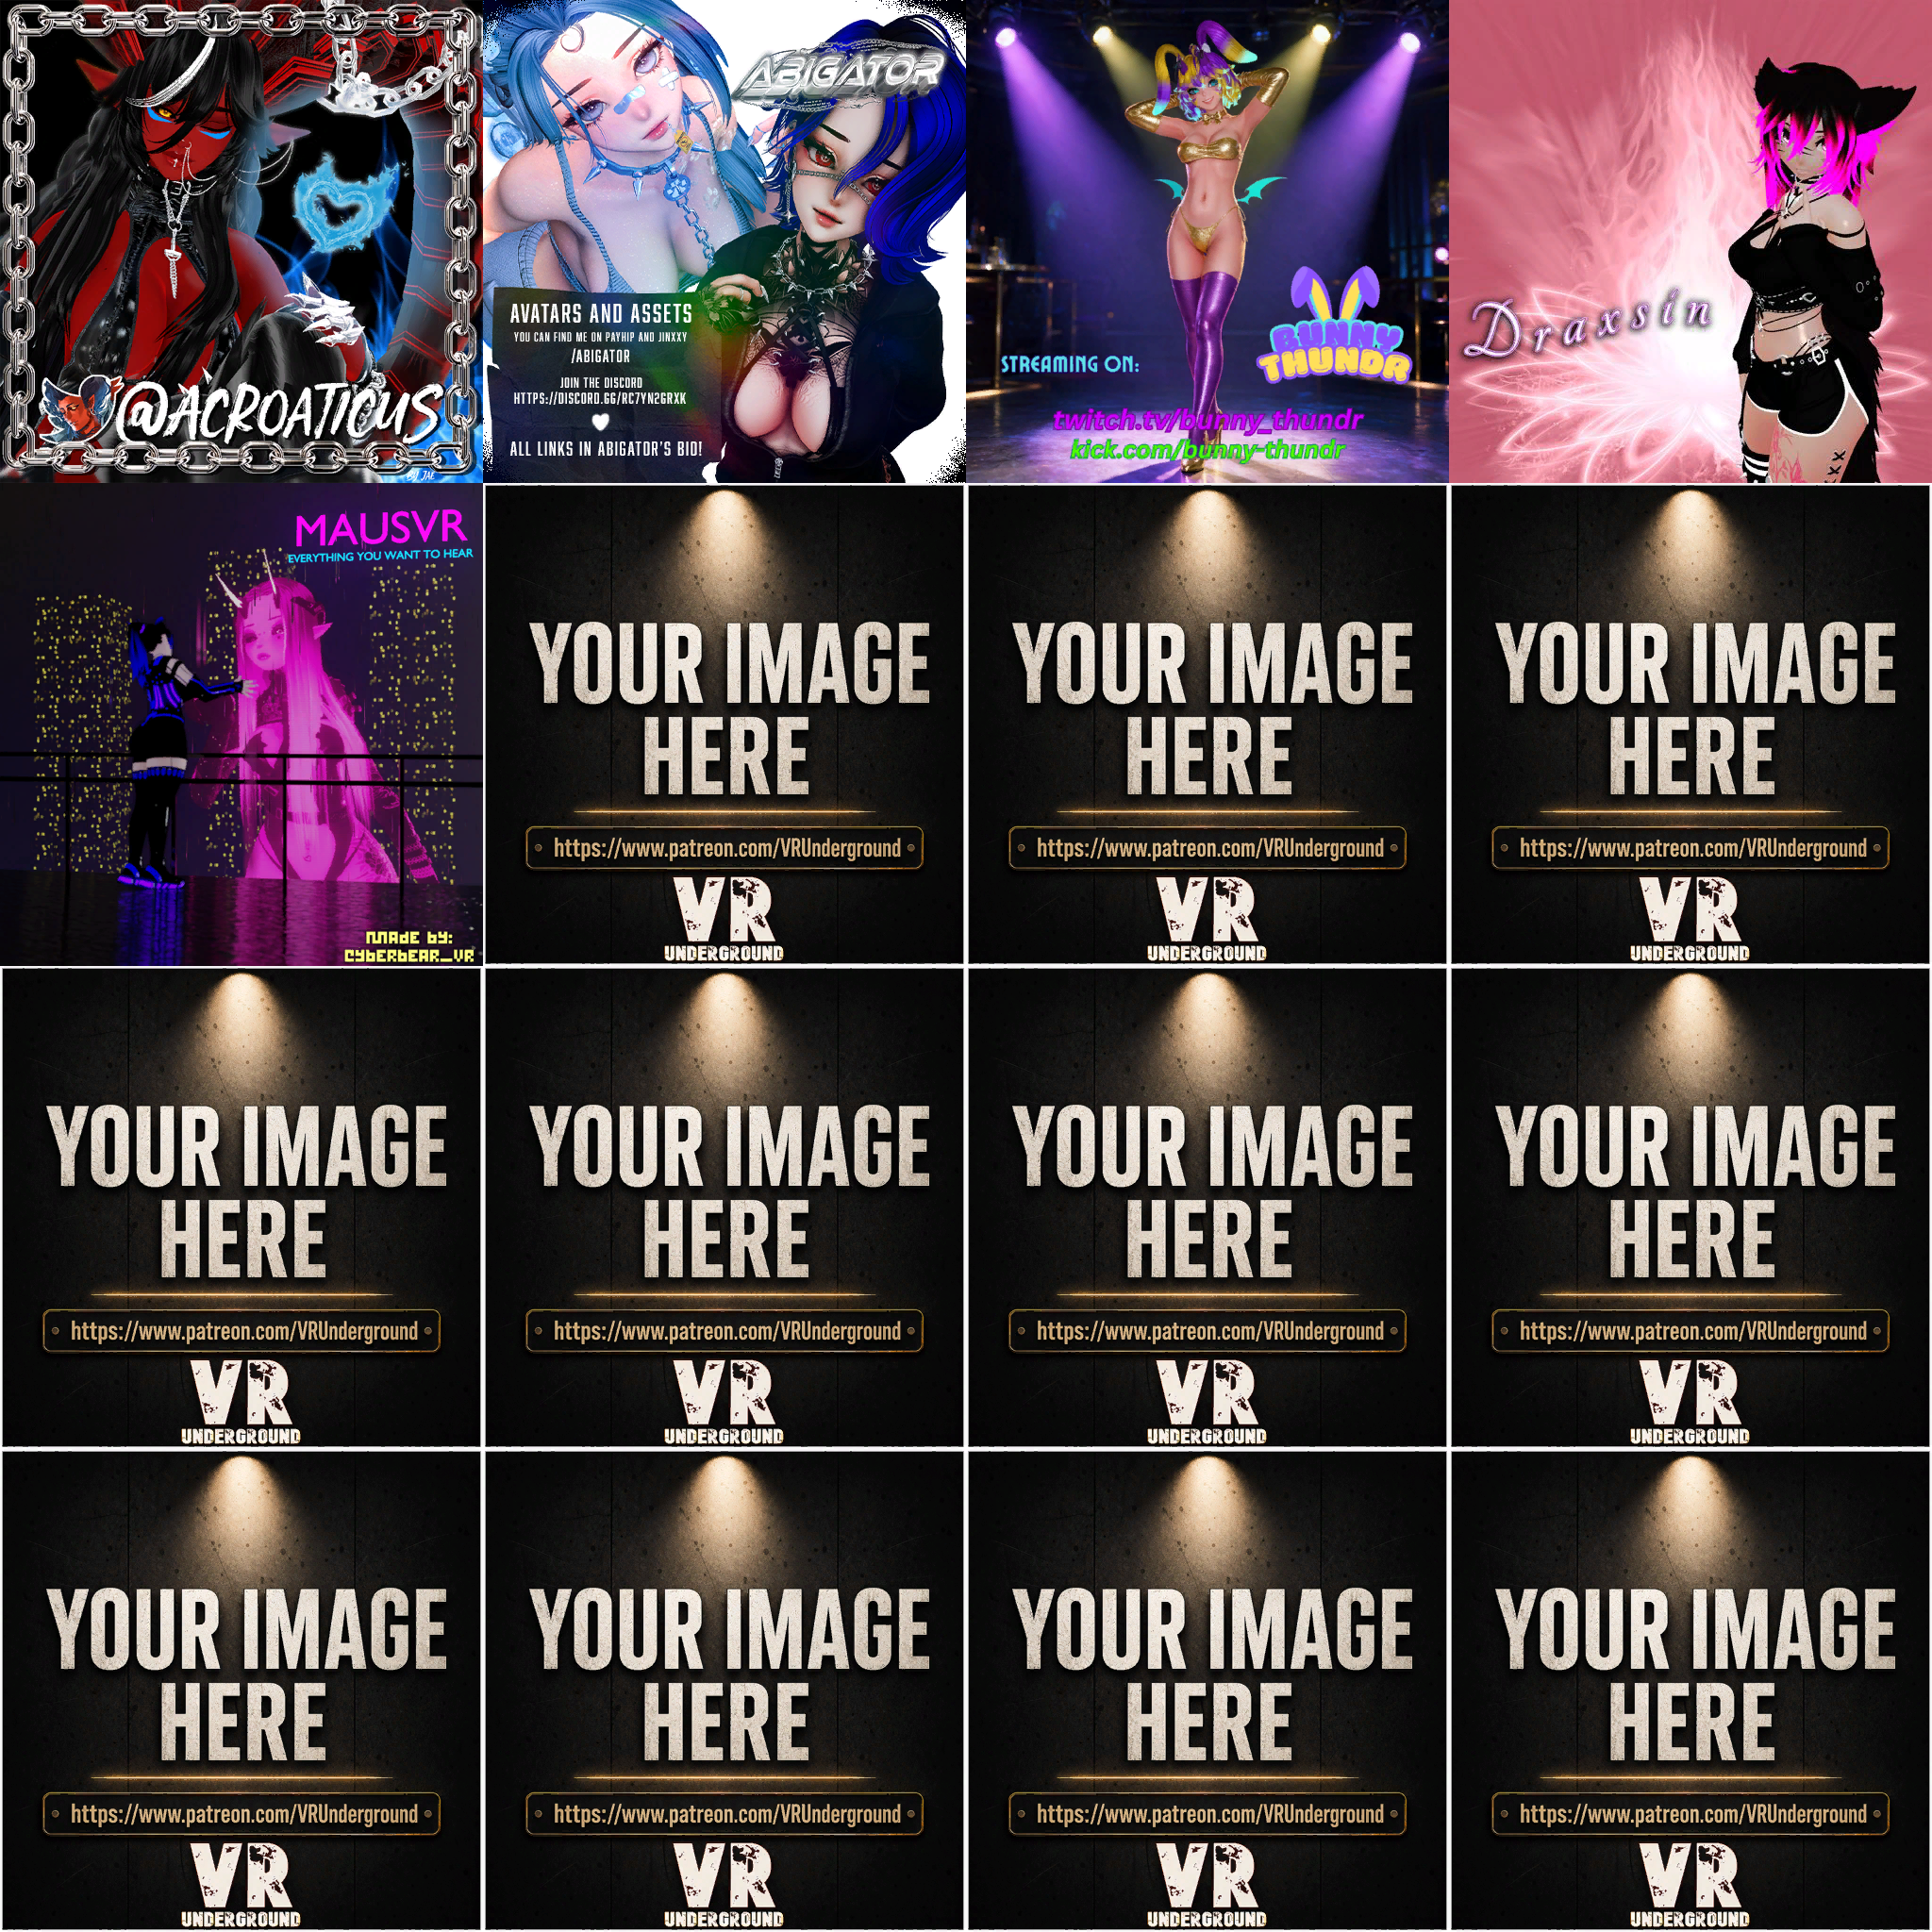 @ACROATICUS
BY JAE
ABIGATOR
AVATARS AND ASSETS
YOU CAN FIND ME ON PAYHIP AND JINXXY
/ABIGATOR
JOIN THE DISCORD
HTTPS://DISCORD.GG/RC7YN2GRXK
ALL LINKS IN ABIGATOR'S BIO!
STREAMING ON:
BUNNY
THUNDR
twitch.tv/bunny_thundr
kick.com/bunny-thundr
Draxsin
MAUSVR
EVERYTHING YOU WANT TO HEAR
MADE BY:
CYBERBEAR_VR
YOUR IMAGE
HERE
https://www.patreon.com/VRUnderground
VR
UNDERGROUND
YOUR IMAGE
HERE
https://www.patreon.com/VRUnderground
VR
UNDERGROUND
YOUR IMAGE
HERE
https://www.patreon.com/VRUnderground
VR
UNDERGROUND
YOUR IMAGE
HERE
https://www.patreon.com/VRUnderground
VR
UNDERGROUND
YOUR IMAGE
HERE
https://www.patreon.com/VRUnderground
VR
UNDERGROUND
YOUR IMAGE
HERE
https://www.patreon.com/VRUnderground
VR
UNDERGROUND
YOUR IMAGE
HERE
https://www.patreon.com/VRUnderground
VR
UNDERGROUND
YOUR IMAGE
HERE
https://www.patreon.com/VRUnderground
VR
UNDERGROUND
YOUR IMAGE
HERE
https://www.patreon.com/VRUnderground
VR
UNDERGROUND
YOUR IMAGE
HERE
https://www.patreon.com/VRUnderground
VR
UNDERGROUND
YOUR IMAGE
HERE
https://www.patreon.com/VRUnderground
VR
UNDERGROUND